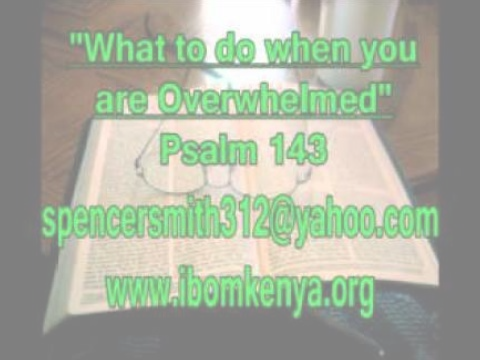 "What to do when you
are Overwhelmed"
Psalm 143
spencersmith312@yahoo.com
www.ibomkenya.org